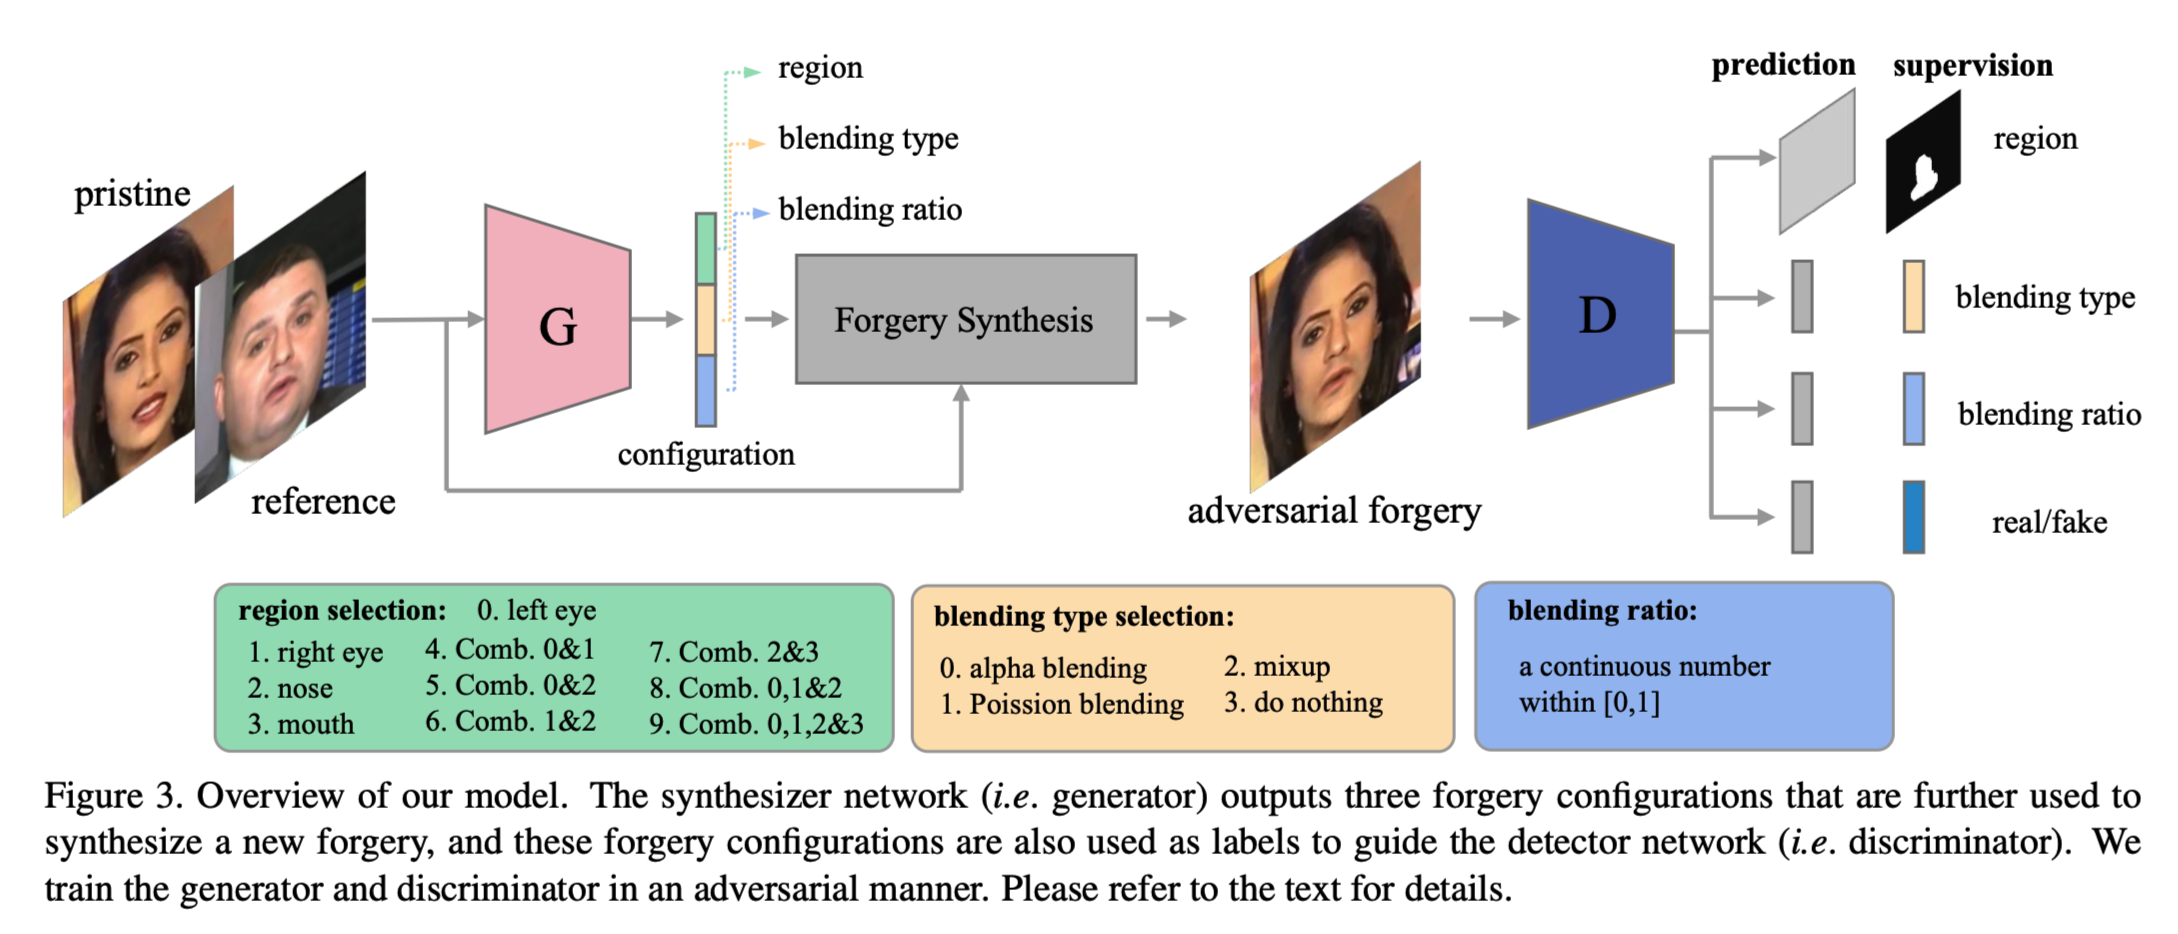 prediction supervision
region
blending type
blending ratio
region
pristine
G
Forgery Synthesis
D
blending type
configuration
blending ratio
reference
adversarial forgery
real/fake
region selection: 0. left eye
1. right eye 4. Comb. 0&1 7. Comb. 2&3
2. nose 5. Comb. 0&2 8. Comb. 0,1&2
3. mouth 6. Comb. 1&2 9. Comb. 0,1,2&3
blending type selection:
0. alpha blending 2. mixup
1. Poission blending 3. do nothing
blending ratio:
a continuous number
within [0,1]
Figure 3. Overview of our model. The synthesizer network (i.e. generator) outputs three forgery configurations that are further used to
synthesize a new forgery, and these forgery configurations are also used as labels to guide the detector network (i.e. discriminator). We
train the generator and discriminator in an adversarial manner. Please refer to the text for details.